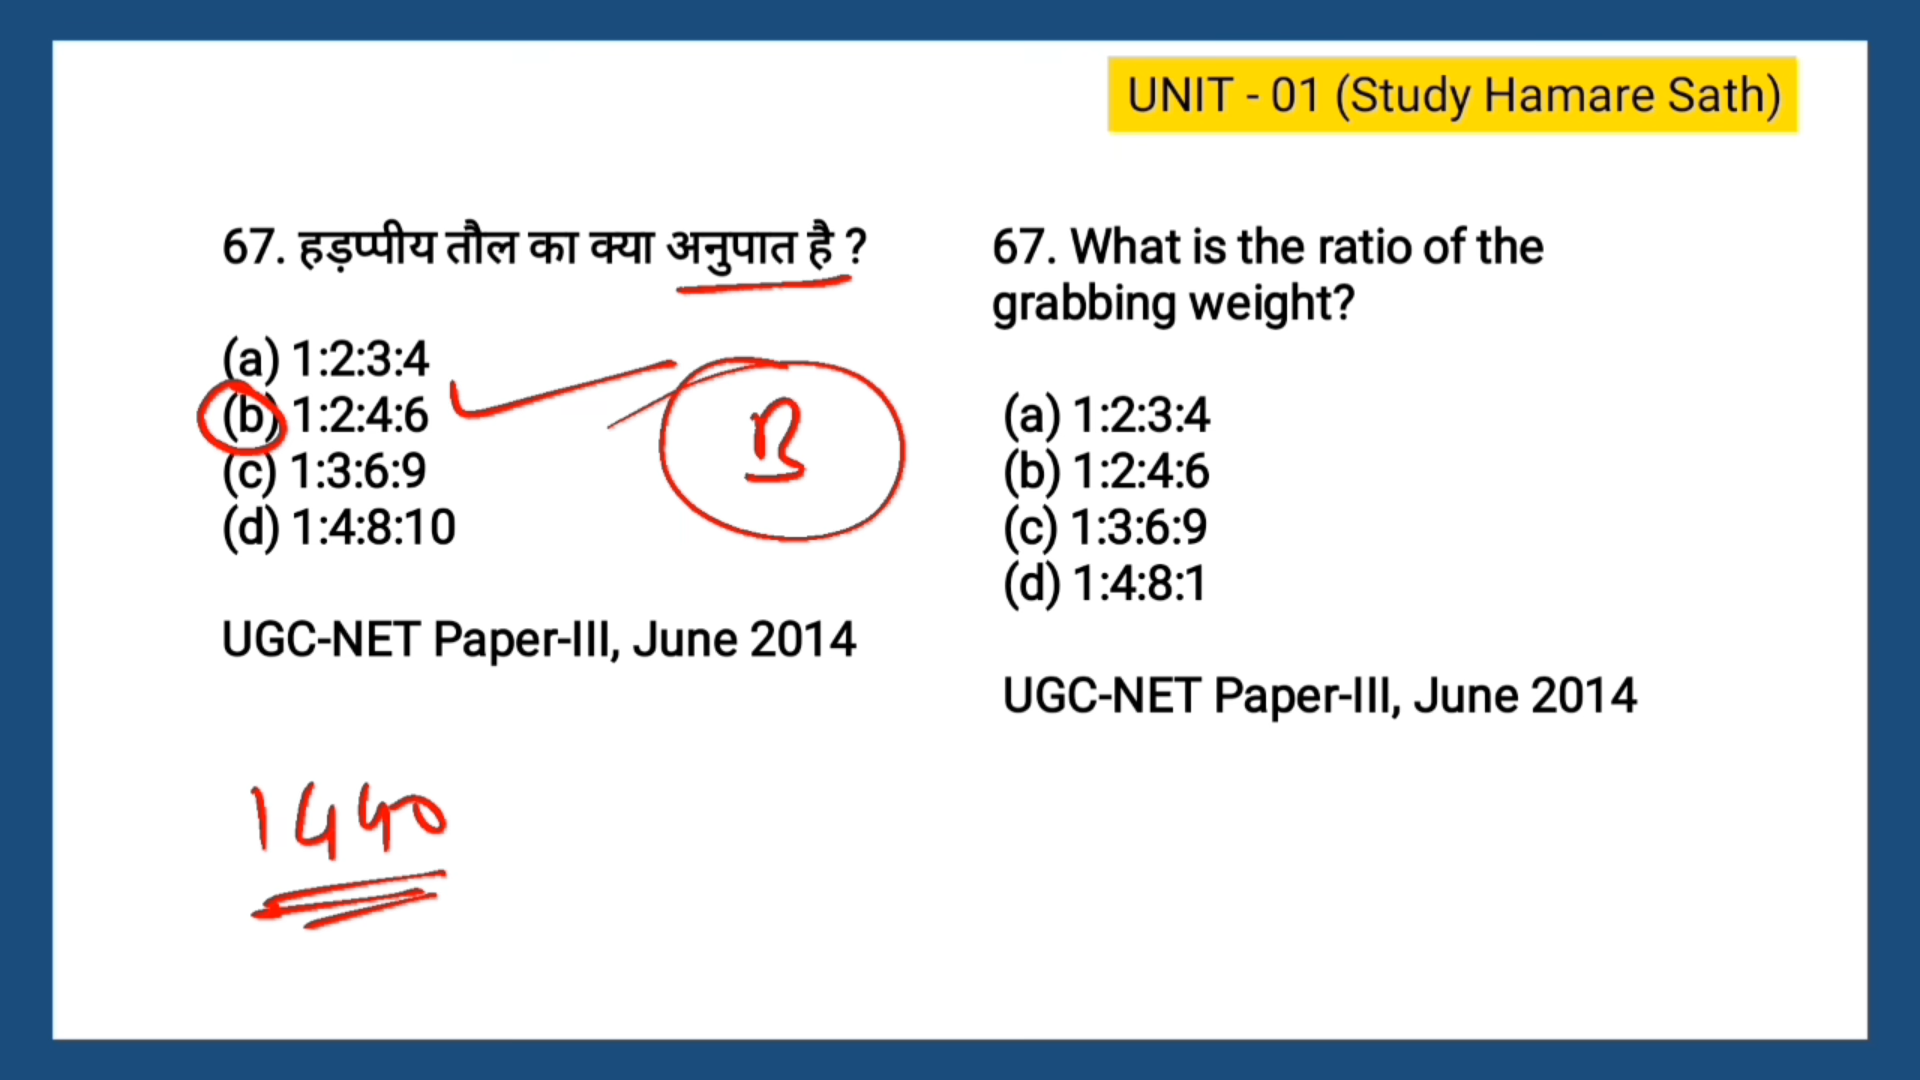 UNIT - 01 (Study Hamare Sath)
67. हड़प्पीय तौल का क्या अनुपात है ?
(a) 1:2:3:4
(b) 1:2:4:6
(c) 1:3:6:9
(d) 1:4:8:10
UGC-NET Paper-III, June 2014
B
1440
67. What is the ratio of the
grabbing weight?
(a) 1:2:3:4
(b) 1:2:4:6
(c) 1:3:6:9
(d) 1:4:8:1
UGC-NET Paper-III, June 2014